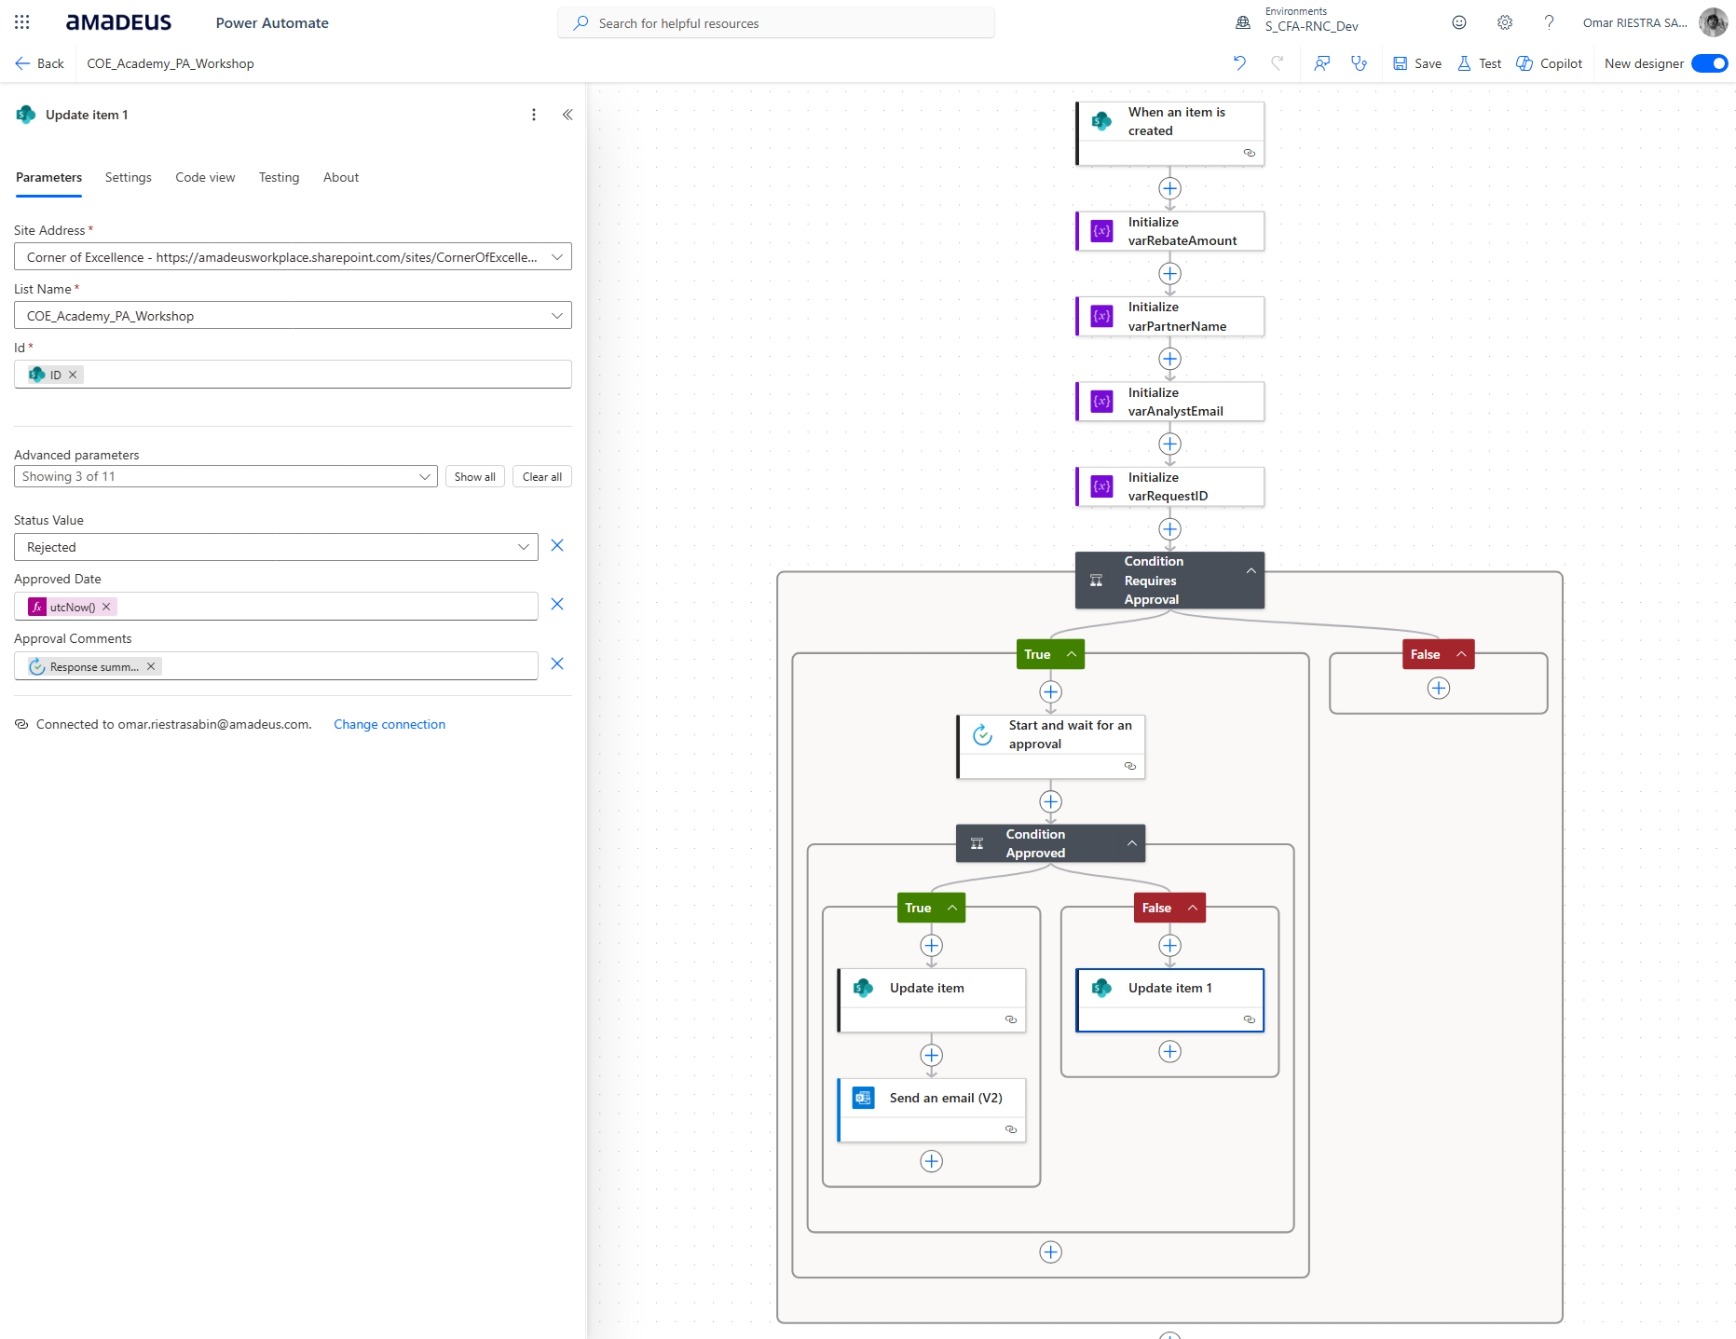 amadeus
Power Automate
Search for helpful resources
Environments
S_CFA-RNC_Dev
Omar RIESTRA SA...
Back
COE_Academy_PA_Workshop
Save
Test
Copilot
New designer
Update item 1
Parameters
Settings
Code view
Testing
About
Site Address *
Corner of Excellence - https://amadeusworkplace.sharepoint.com/sites/CornerOfExcelle...
List Name *
COE_Academy_PA_Workshop
Id *
ID
Advanced parameters
Showing 3 of 11
Show all
Clear all
Status Value
Rejected
Approved Date
fx utcNow()
Approval Comments
Response summ...
Connected to omar.riestrasabin@amadeus.com.
Change connection
When an item is
created
{x}
Initialize
varRebateAmount
{x}
Initialize
varPartnerName
{x}
Initialize
varAnalystEmail
{x}
Initialize
varRequestID
Condition
Requires
Approval
True
False
Start and wait for an
approval
Condition
Approved
True
False
Update item
Update item 1
Send an email (V2)